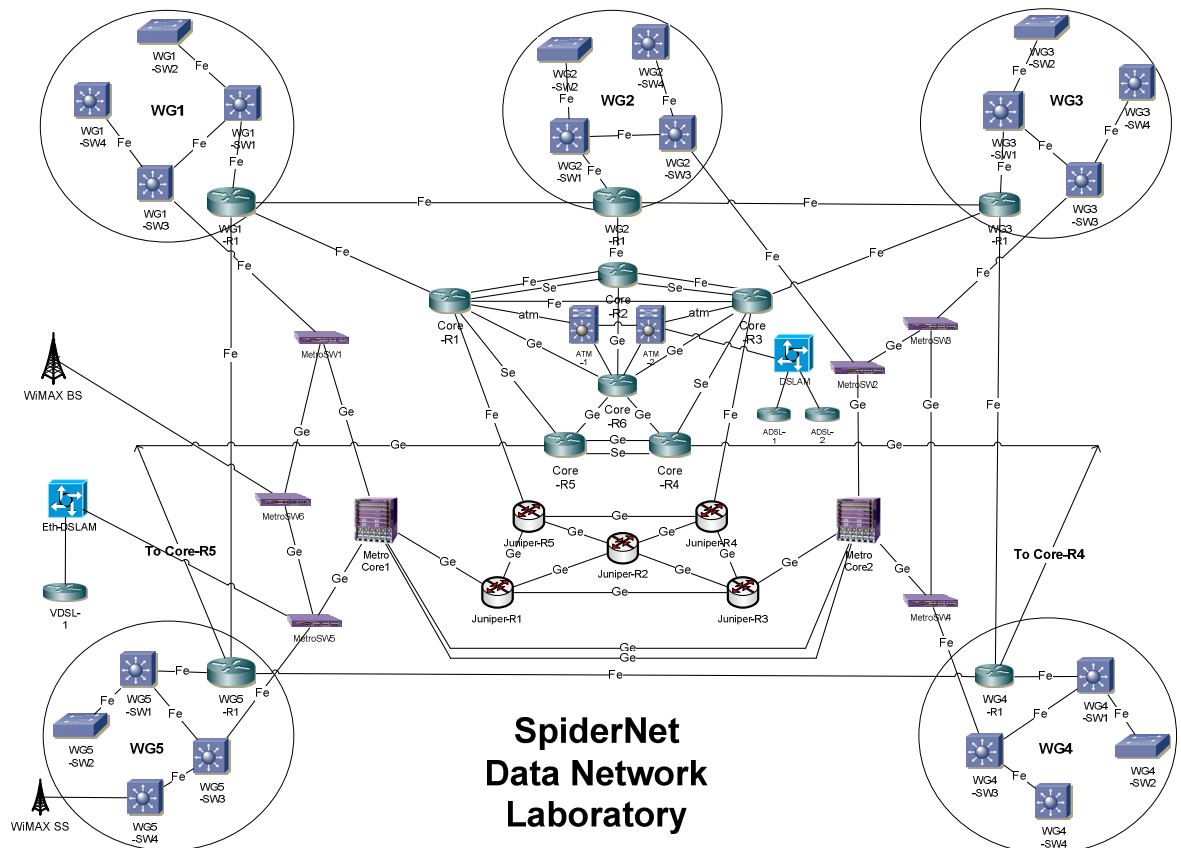 WG1
-SW2
Fe
WG1
-SW4
WG1
WG1
-SW1
Fe
Fe
Fe
WG1
-SW3
WG1
-R1
WG2
-SW2
WG2
-SW4
WG2
Fe
Fe
Fe
WG2
-SW1
WG2
-SW3
Fe
WG2
-R1
WG3
-SW2
Fe
WG3
WG3
-SW4
WG3
-SW1
Fe
Fe
Fe
WG3
-SW3
WG3
-R1
Fe
Fe
Fe
Fe
Fe
Fe
Fe
Fe
Fe
Se
Fe
Se
Core
-R2
Fe
atm
atm
Core
-R1
Core
-R3
ATM
-1
ATM
-2
Ge
Ge
Ge
Core
-R6
Se
Se
Ge
Ge
Ge
Se
Core
-R5
Core
-R4
Fe
Fe
DSLAM
ADSL-
1
ADSL-
2
MetroSW1
MetroSW3
MetroSW2
Ge
WiMAX BS
Fe
Ge
Ge
Ge
Ge
Fe
Ge
Ge
MetroSW6
Eth-DSLAM
VDSL-
1
To Core-R5
Ge
Ge
MetroSW5
Metro
Core1
Ge
Juniper-R5
Ge
Juniper-R4
Ge
Ge
Ge
Ge
Juniper-R2
Ge
Ge
Juniper-R1
Ge
Juniper-R3
Ge
Metro
Core2
Ge
MetroSW4
To Core-R4
Ge
Ge
Fe
Fe
Fe
WG5
-R1
Fe
WG5
-SW1
Fe
Fe
WG5
-SW2
WG5
Fe
WG5
-SW3
WG5
-SW4
WiMAX SS
WG4
-R1
Fe
WG4
-SW1
Fe
Fe
WG4
WG4
-SW2
WG4
-SW3
Fe
WG4
-SW4
SpiderNet
Data Network
Laboratory